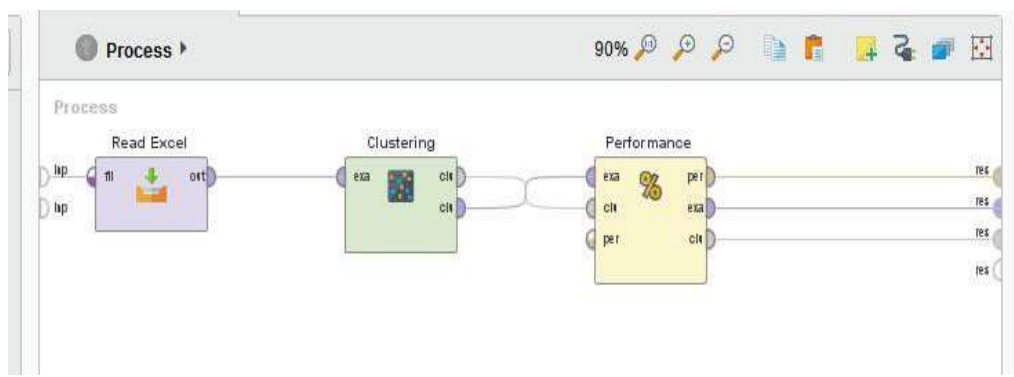 Process
90%
Process
Read Excel
Clustering
Performance
inp
fil
out
exa
clu
exa
per
res
inp
clu
clu
exa
res
per
clu
res
res